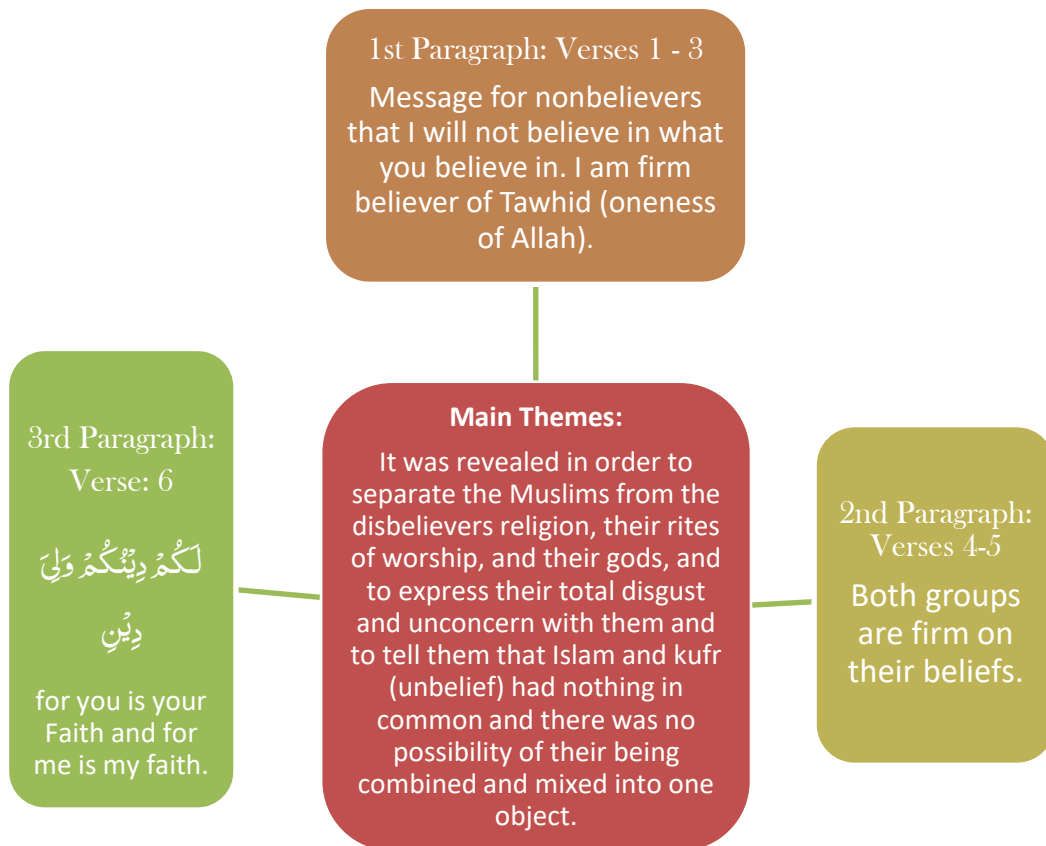 1st Paragraph: Verses 1 - 3
Message for nonbelievers
that I will not believe in what
you believe in. I am firm
believer of Tawhid (oneness
of Allah).
Main Themes:
It was revealed in order to
separate the Muslims from the
disbelievers religion, their rites
of worship, and their gods, and
to express their total disgust
and unconcern with them and
to tell them that Islam and kufr
(unbelief) had nothing in
common and there was no
possibility of their being
combined and mixed into one
object.
2nd Paragraph:
Verses 4-5
Both groups
are firm on
their beliefs.
3rd Paragraph:
Verse: 6
لَكُمْ دِيْنُكُمْ وَلِيَ
دِيْنِ
for you is your
Faith and for
me is my faith.